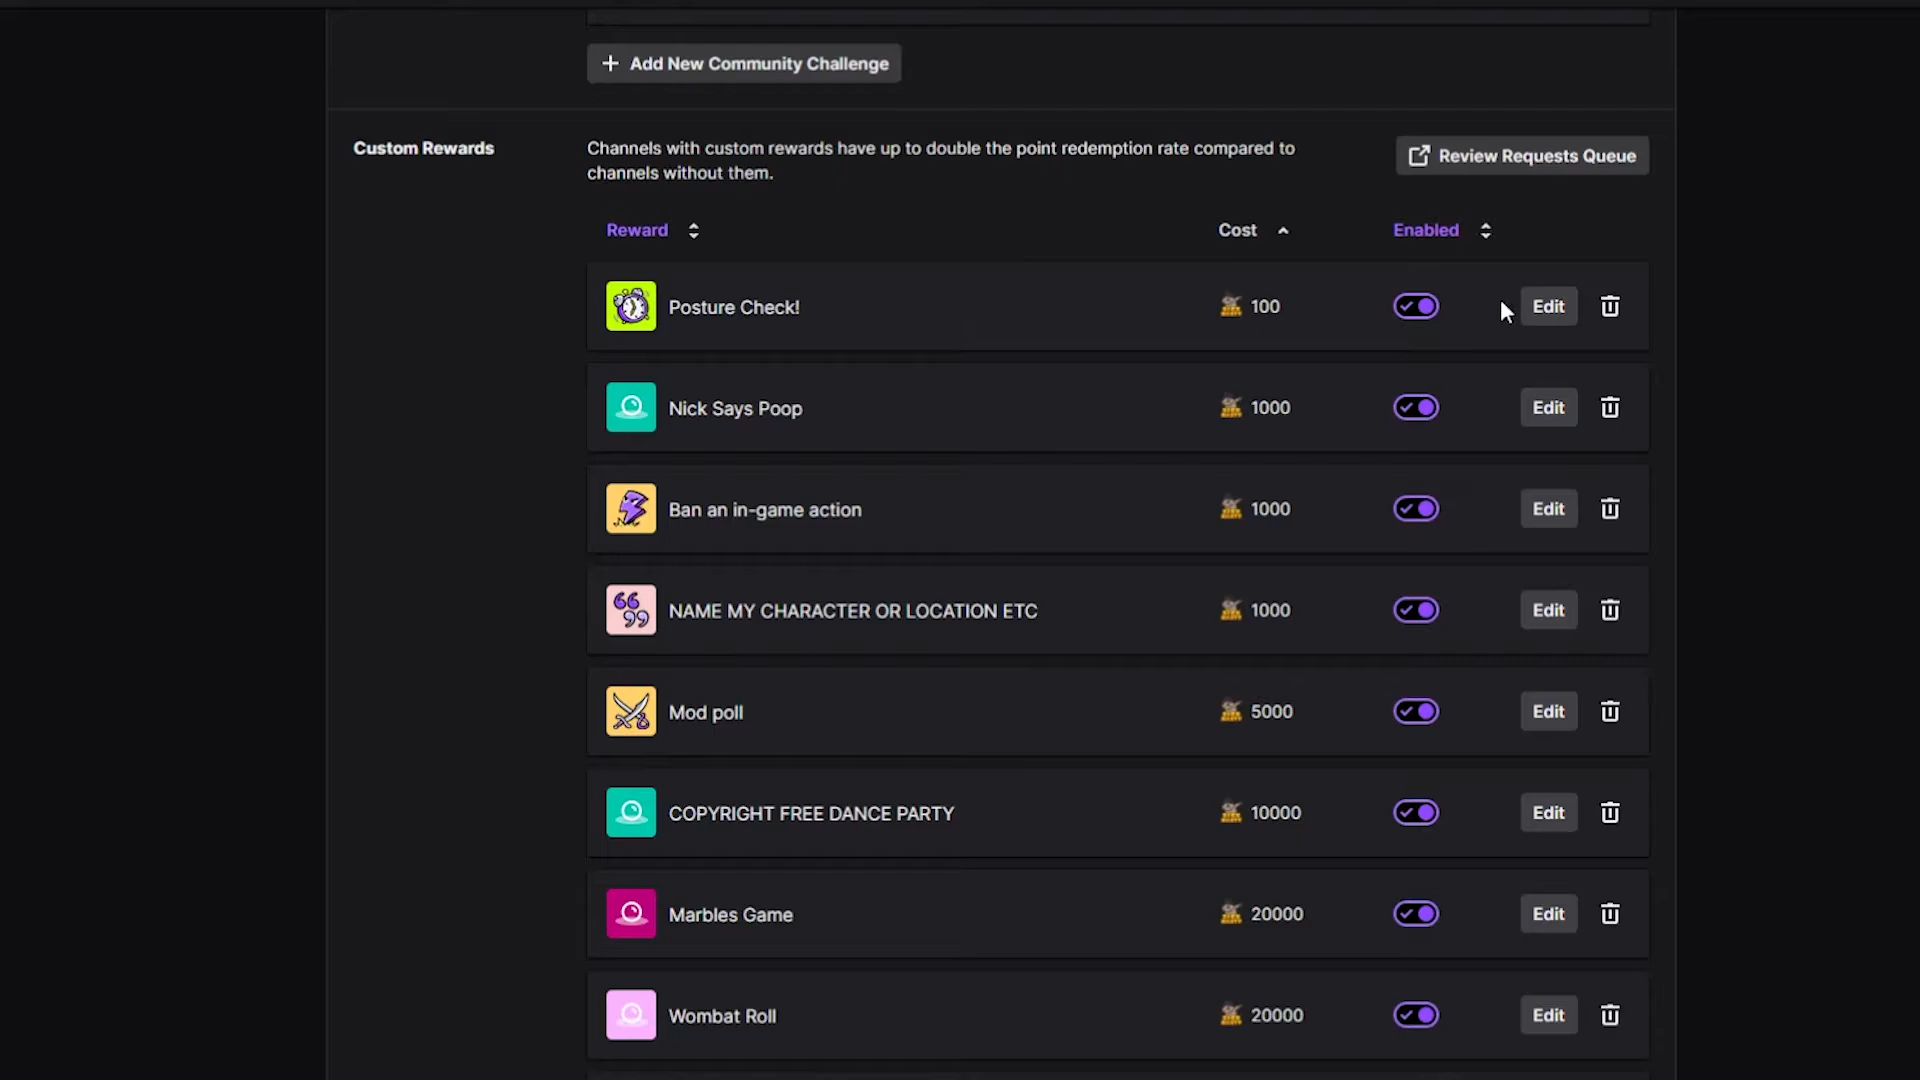 Add New Community Challenge
Custom Rewards
Channels with custom rewards have up to double the point redemption rate compared to
channels without them.
Review Requests Queue
Reward Cost Enabled
Posture Check! 100 Edit
Nick Says Poop 1000 Edit
Ban an in-game action 1000 Edit
NAME MY CHARACTER OR LOCATION ETC 1000 Edit
Mod poll 5000 Edit
COPYRIGHT FREE DANCE PARTY 10000 Edit
Marbles Game 20000 Edit
Wombat Roll 20000 Edit